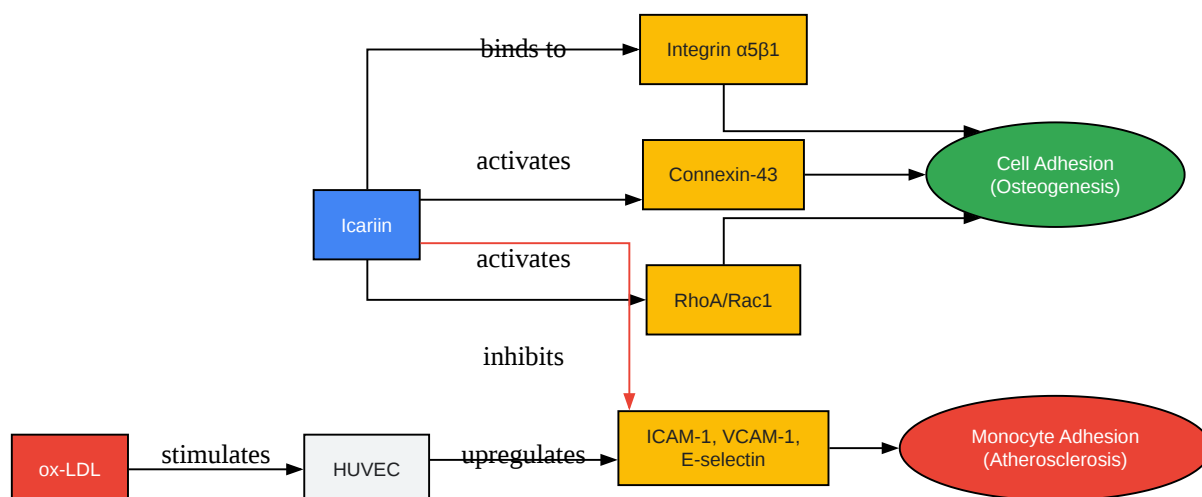 binds to
Integrin α5β1
activates
Connexin-43
Cell Adhesion
(Osteogenesis)
Icariin
activates
RhoA/Rac1
inhibits
ox-LDL
stimulates
HUVEC
upregulates
ICAM-1, VCAM-1,
E-selectin
Monocyte Adhesion
(Atherosclerosis)